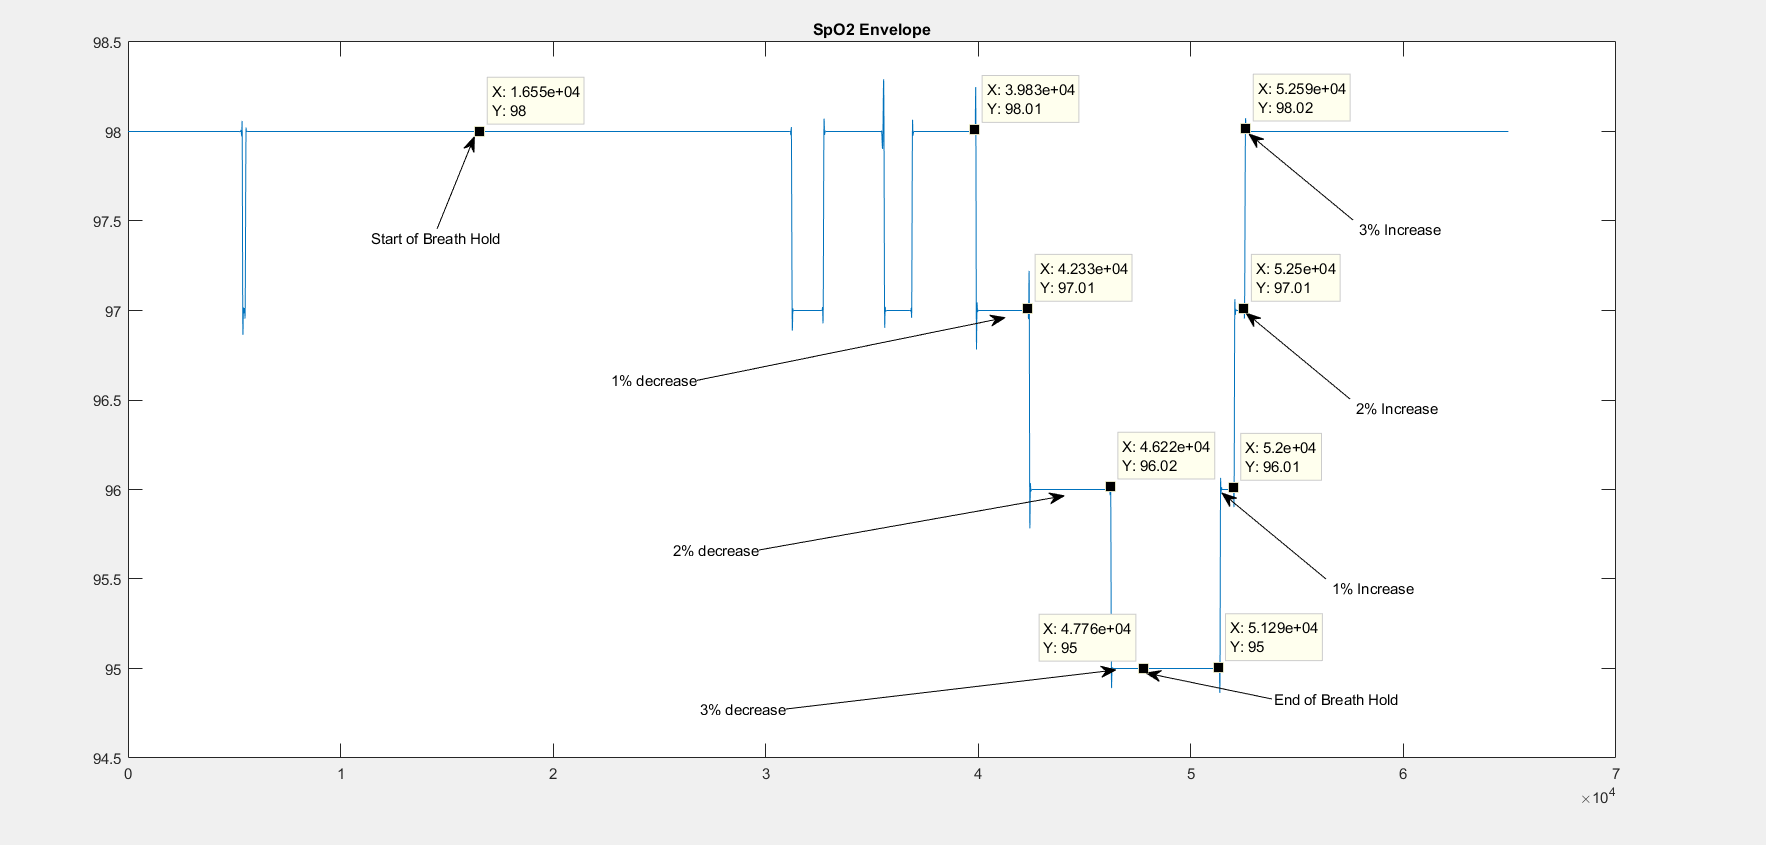 SpO2 Envelope
98.5
98
97.5
97
96.5
96
95.5
95
94.5
0
1
2
3
4
5
6
7
×10^4
X: 1.655e+04
Y: 98
Start of Breath Hold
X: 3.983e+04
Y: 98.01
X: 5.259e+04
Y: 98.02
3% Increase
X: 4.233e+04
Y: 97.01
1% decrease
X: 5.25e+04
Y: 97.01
2% Increase
X: 4.622e+04
Y: 96.02
2% decrease
X: 5.2e+04
Y: 96.01
1% Increase
X: 4.776e+04
Y: 95
3% decrease
X: 5.129e+04
Y: 95
End of Breath Hold